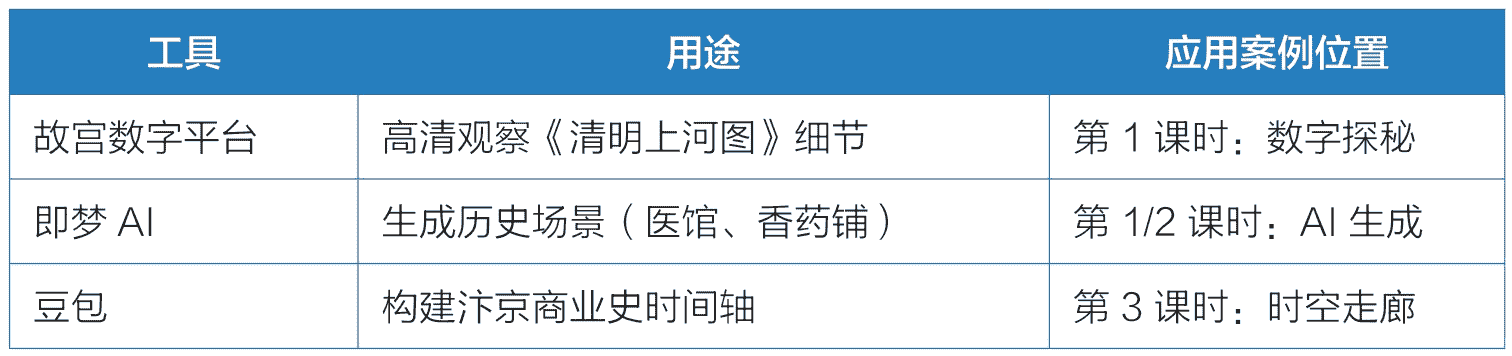 工具 用途 应用案例位置
故宫数字平台 高清观察《清明上河图》细节 第 1 课时：数字探秘
即梦 AI 生成历史场景（医馆、香药铺） 第 1/2 课时：AI 生成
豆包 构建汴京商业史时间轴 第 3 课时：时空走廊